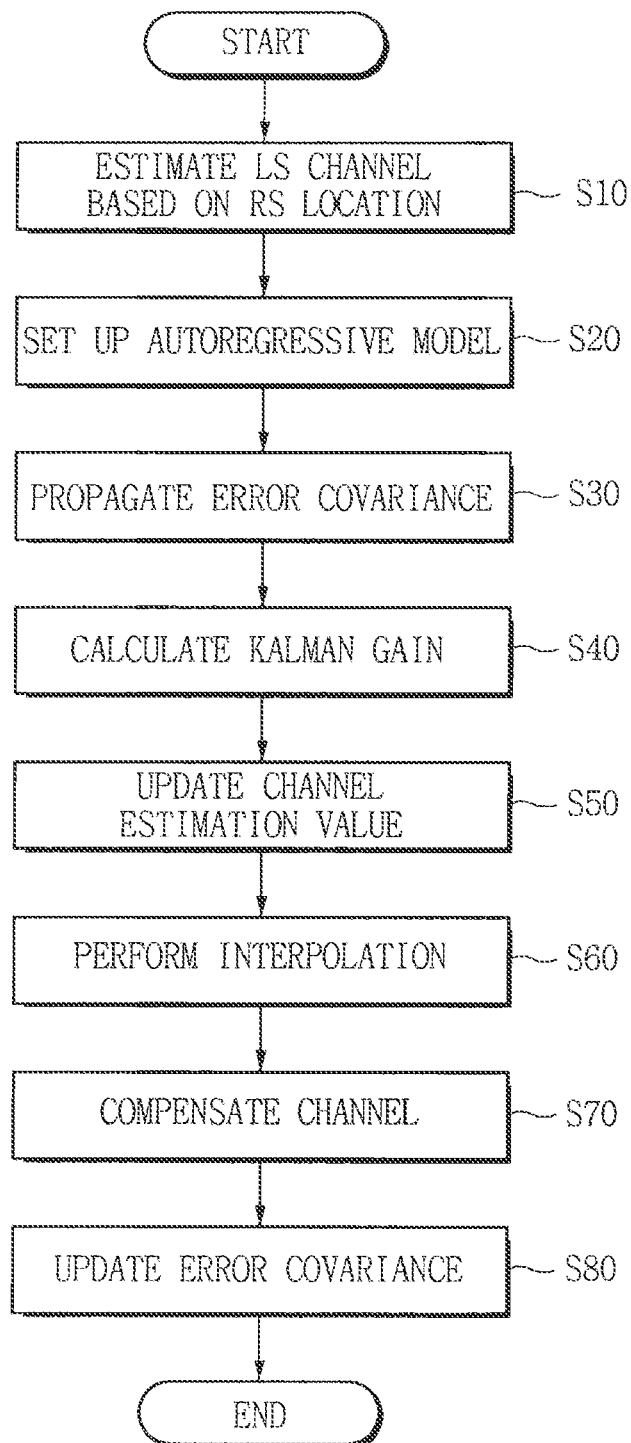 START
ESTIMATE LS CHANNEL
BASED ON RS LOCATION
S10
SET UP AUTOREGRESSIVE MODEL
S20
PROPAGATE ERROR COVARIANCE
S30
CALCULATE KALMAN GAIN
S40
UPDATE CHANNEL
ESTIMATION VALUE
S50
PERFORM INTERPOLATION
S60
COMPENSATE CHANNEL
S70
UPDATE ERROR COVARIANCE
S80
END